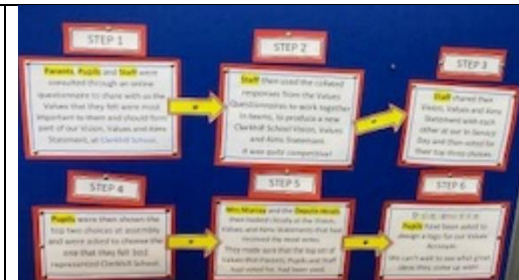 STEP 1
Parents, Pupils and Staff were
consulted through an online
questionnaire to share with us the
Values that they felt were most
important to them and should form
part of our Vision, Values and Aims
Statement, at Clerkhill School.
STEP 2
Staff then used the collated
responses from the Values
Questionnaires to work together
in teams, to produce a new
Clerkhill School Vision, Values
and Aims Statement.
It was quite competitive!
STEP 3
Staff shared their
Vision, Values and Aims
Statement with each
other at our In-Service
Day and then voted for
their top three choices.
STEP 4
Pupils were then shown the
top two choices at assembly
and were asked to choose the
one that they felt best
represented Clerkhill School.
STEP 5
Mrs Murray and the Depute Heads
then looked closely at the Vision,
Values and Aims Statements that had
received the most votes.
They made sure that the top set of
Values that Parents, Pupils and Staff
had voted for, had been used.
STEP 6
Pupils have been asked to
design a logo for our Values
We can't wait to see what great
ideas they come up with!